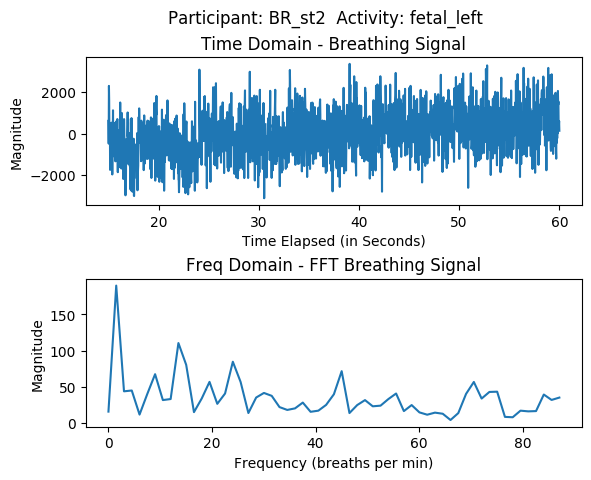 Participant: BR_st2  Activity: fetal_left
Time Domain - Breathing Signal
Magnitude
2000
0
−2000
20 30 40 50 60
Time Elapsed (in Seconds)
Freq Domain - FFT Breathing Signal
Magnitude
150
100
50
0
0 20 40 60 80
Frequency (breaths per min)